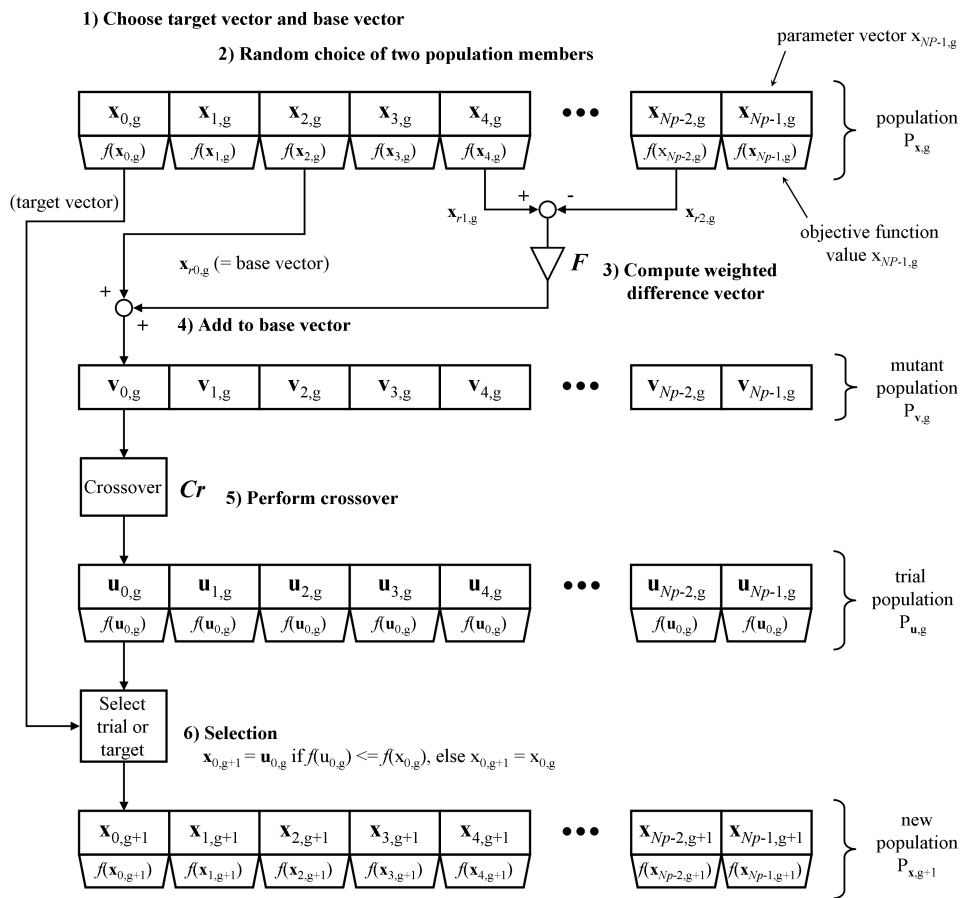 1) Choose target vector and base vector
2) Random choice of two population members
parameter vector x_{NP-1,g}
x_{0,g} x_{1,g} x_{2,g} x_{3,g} x_{4,g} ••• x_{Np-2,g} x_{Np-1,g}
f(x_{0,g}) f(x_{1,g}) f(x_{2,g}) f(x_{3,g}) f(x_{4,g}) f(x_{Np-2,g}) f(x_{Np-1,g})
population
P_{x,g}
(target vector)
+ -
x_{r1,g} x_{r2,g}
objective function
value x_{NP-1,g}
x_{r0,g} (= base vector)
F
3) Compute weighted
difference vector
+
+
4) Add to base vector
v_{0,g} v_{1,g} v_{2,g} v_{3,g} v_{4,g} ••• v_{Np-2,g} v_{Np-1,g}
mutant
population
P_{v,g}
Crossover
Cr
5) Perform crossover
u_{0,g} u_{1,g} u_{2,g} u_{3,g} u_{4,g} ••• u_{Np-2,g} u_{Np-1,g}
f(u_{0,g}) f(u_{0,g}) f(u_{0,g}) f(u_{0,g}) f(u_{0,g}) f(u_{0,g}) f(u_{0,g})
trial
population
P_{u,g}
Select
trial or
target
6) Selection
x_{0,g+1} = u_{0,g} if f(u_{0,g}) <= f(x_{0,g}), else x_{0,g+1} = x_{0,g}
x_{0,g+1} x_{1,g+1} x_{2,g+1} x_{3,g+1} x_{4,g+1} ••• x_{Np-2,g+1} x_{Np-1,g+1}
f(x_{0,g+1}) f(x_{1,g+1}) f(x_{2,g+1}) f(x_{3,g+1}) f(x_{4,g+1}) f(x_{Np-2,g+1}) f(x_{Np-1,g+1})
new
population
P_{x,g+1}